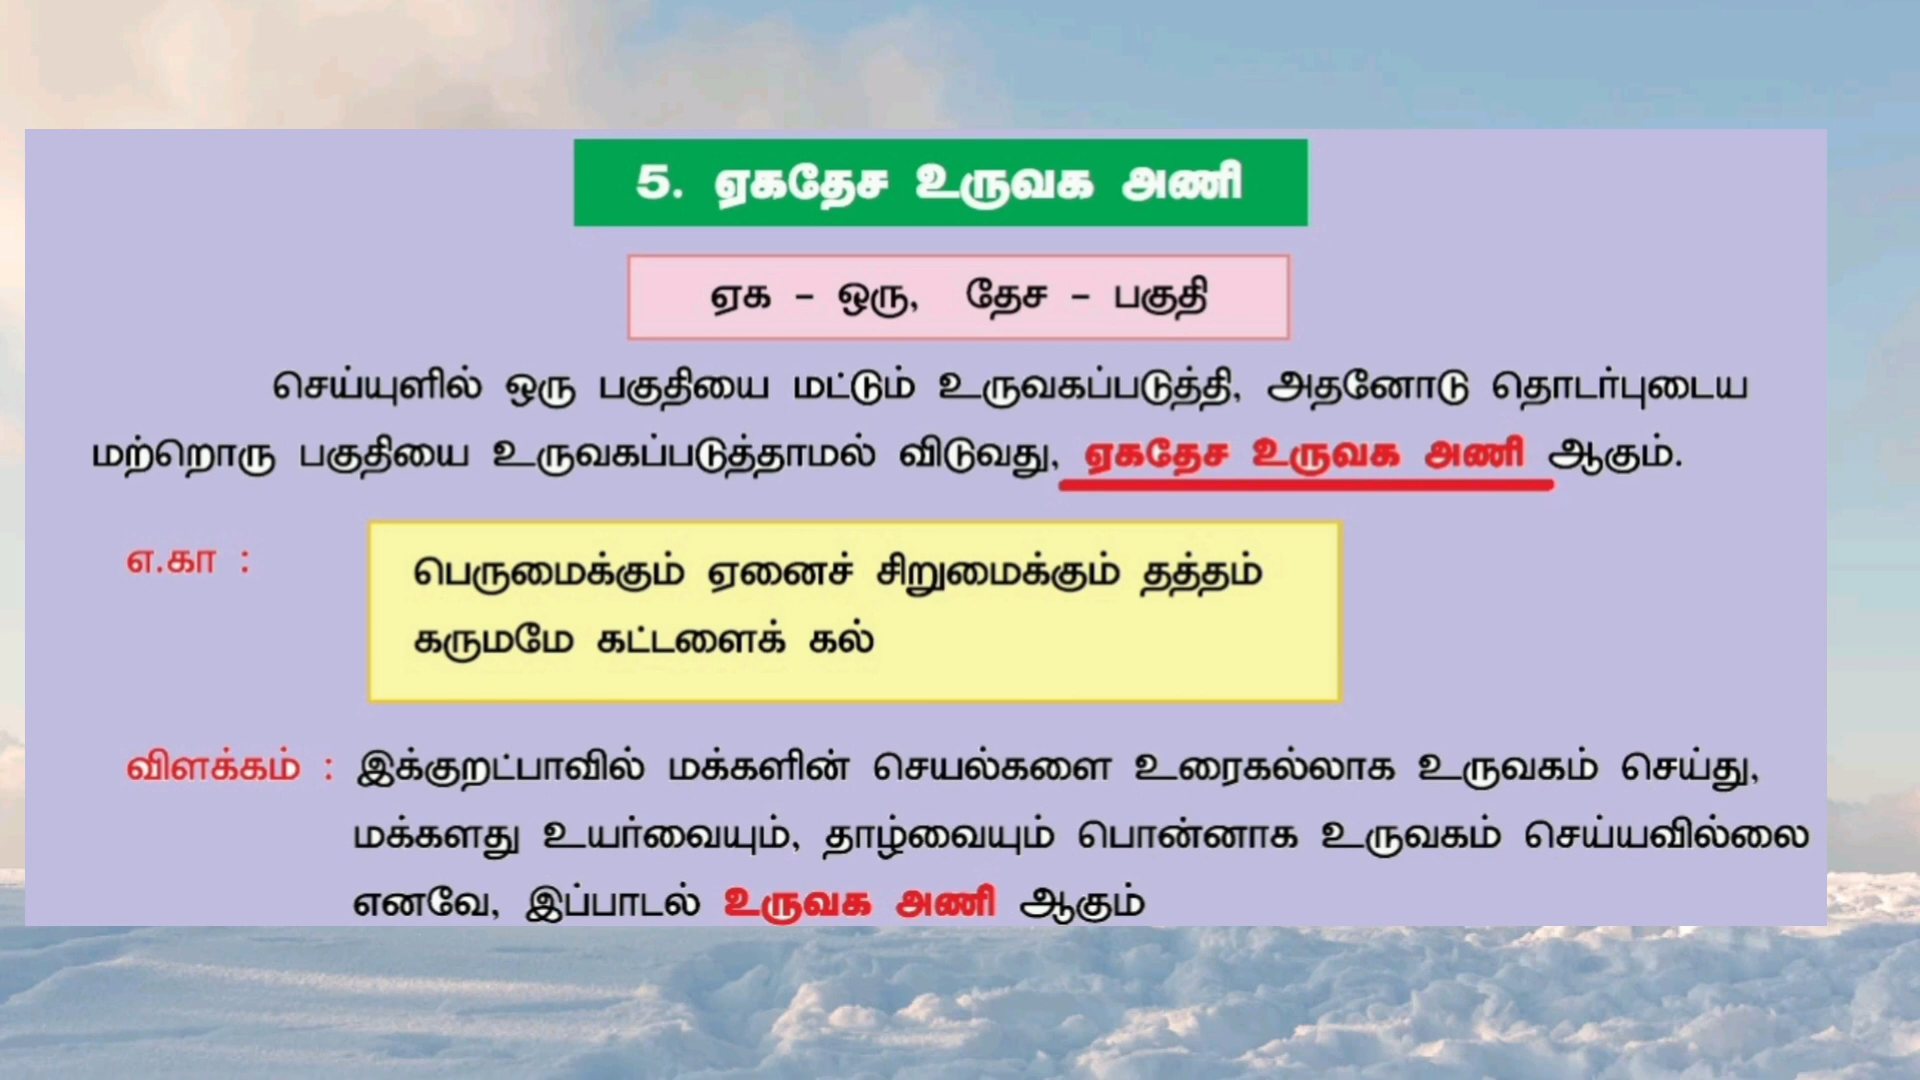 5. ஏகதேச உருவக அணி
ஏக – ஒரு, தேச – பகுதி
செய்யுளில் ஒரு பகுதியை மட்டும் உருவகப்படுத்தி, அதனோடு தொடர்புடைய
மற்றொரு பகுதியை உருவகப்படுத்தாமல் விடுவது, ஏகதேச உருவக அணி ஆகும்.
எ.கா :
பெருமைக்கும் ஏனைச் சிறுமைக்கும் தத்தம்
கருமமே கட்டளைக் கல்
விளக்கம் : இக்குறட்பாவில் மக்களின் செயல்களை உரைகல்லாக உருவகம் செய்து,
மக்களது உயர்வையும், தாழ்வையும் பொன்னாக உருவகம் செய்யவில்லை
எனவே, இப்பாடல் உருவக அணி ஆகும்